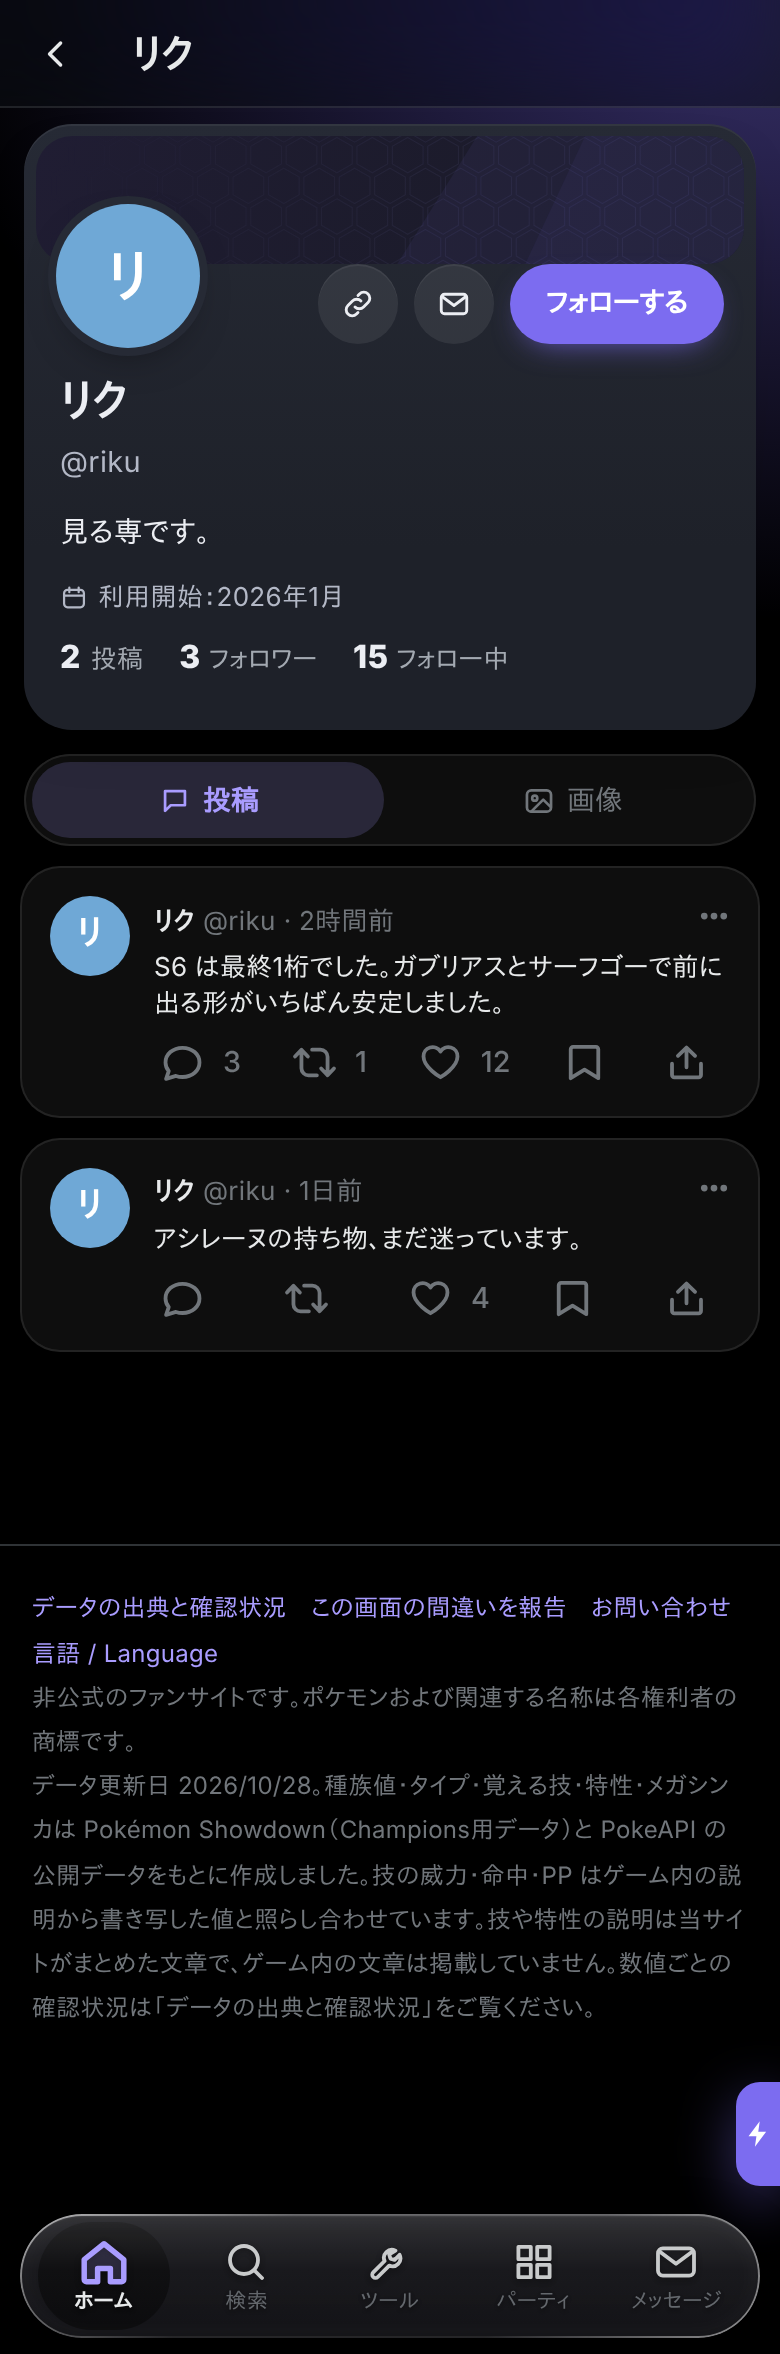 リク
リ
フォローする
リク
@riku
見る専です。
利用開始：2026年1月
2 投稿 3 フォロワー 15 フォロー中
投稿 画像
リ
リク @riku · 2時間前
S6 は最終1桁でした。ガブリアスとサーフゴーで前に
出る形がいちばん安定しました。
3 1 12
リ
リク @riku · 1日前
アシレーヌの持ち物、まだ迷っています。
4
データの出典と確認状況 この画面の間違いを報告 お問い合わせ
言語 / Language
非公式のファンサイトです。ポケモンおよび関連する名称は各権利者の
商標です。
データ更新日 2026/10/28。種族値・タイプ・覚える技・特性・メガシン
カは Pokémon Showdown（Champions用データ）と PokeAPI の
公開データをもとに作成しました。技の威力・命中・PP はゲーム内の説
明から書き写した値と照らし合わせています。技や特性の説明は当サイ
トがまとめた文章で、ゲーム内の文章は掲載していません。数値ごとの
確認状況は「データの出典と確認状況」をご覧ください。
ホーム 検索 ツール パーティ メッセージ